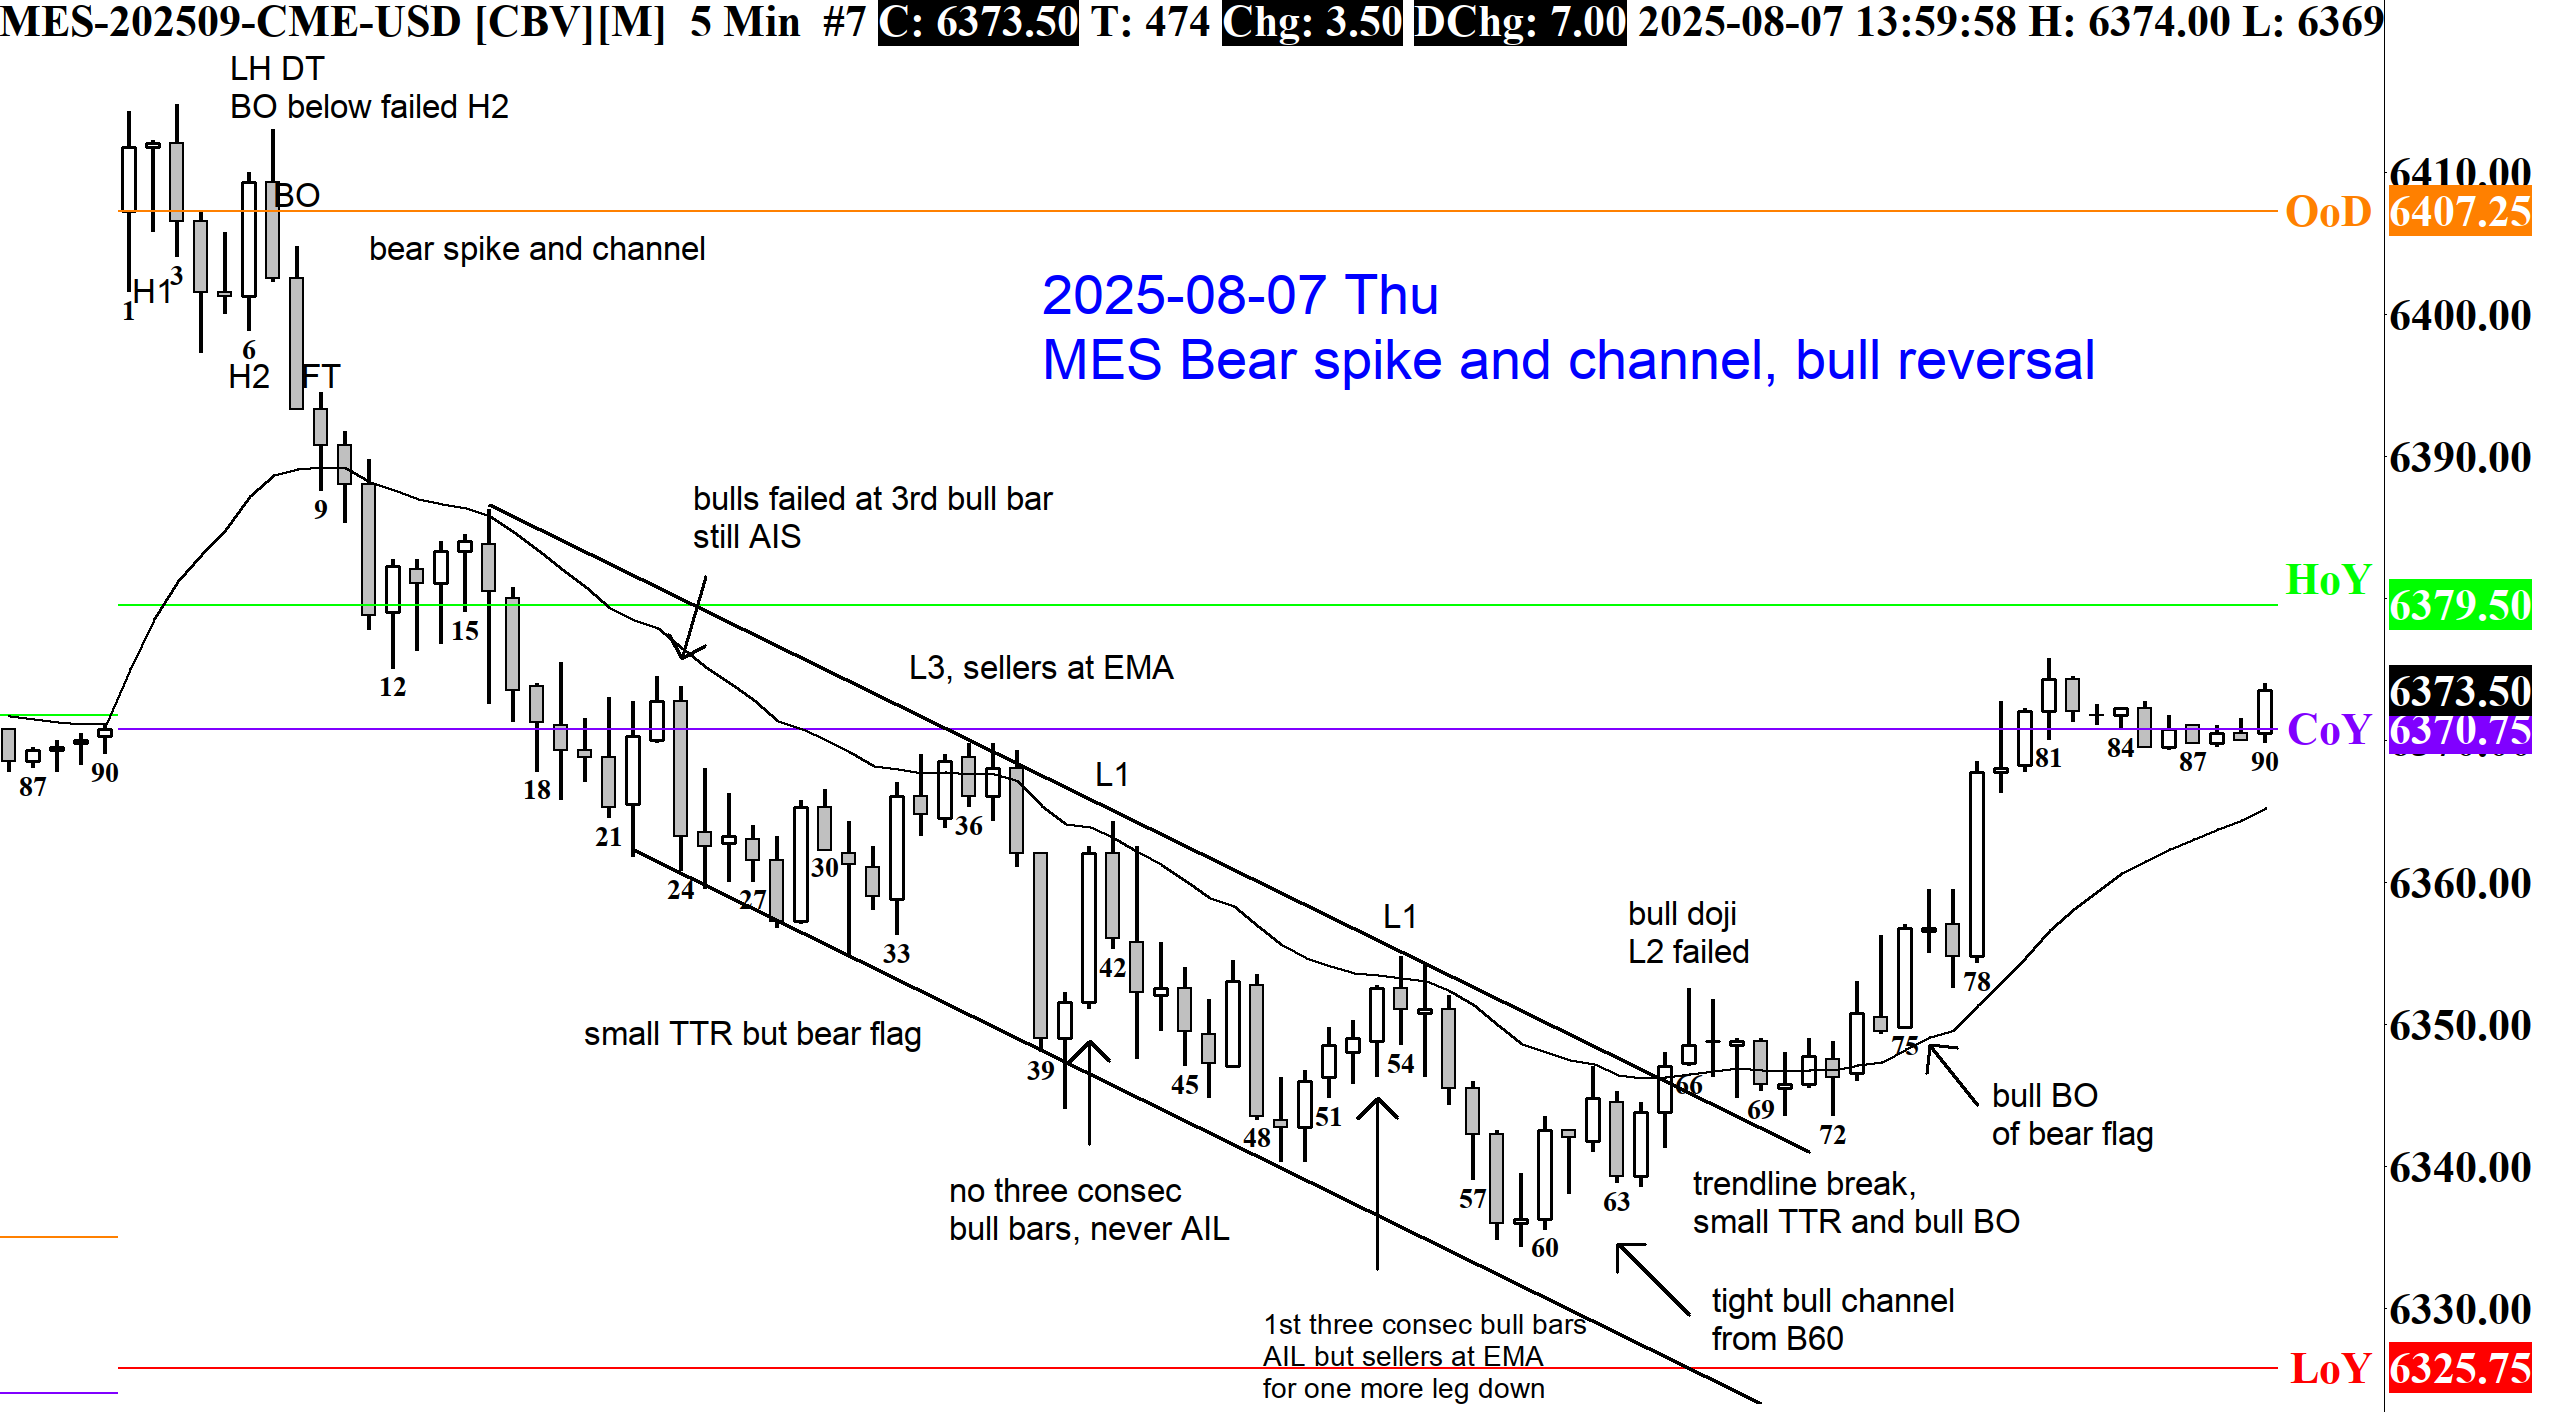 MES-202509-CME-USD [CBV][M] 5 Min #7 C: 6373.50 T: 474 Chg: 3.50 DChg: 7.00 2025-08-07 13:59:58 H: 6374.00 L: 6369
LH DT
BO below failed H2
BO
bear spike and channel
H1
1
3
6
H2
FT
9
2025-08-07 Thu
MES Bear spike and channel, bull reversal
bulls failed at 3rd bull bar
still AIS
L3, sellers at EMA
L1
L1
12
15
18
21
24
27
30
33
36
39
42
45
48
51
54
57
60
63
66
69
72
75
78
81
84
87
90
87
90
small TTR but bear flag
no three consec
bull bars, never AIL
1st three consec bull bars
AIL but sellers at EMA
for one more leg down
bull doji
L2 failed
bull BO
of bear flag
trendline break,
small TTR and bull BO
tight bull channel
from B60
OoD
HoY
CoY
LoY
6410.00
6407.25
6400.00
6390.00
6379.50
6373.50
6370.75
6360.00
6350.00
6340.00
6330.00
6325.75